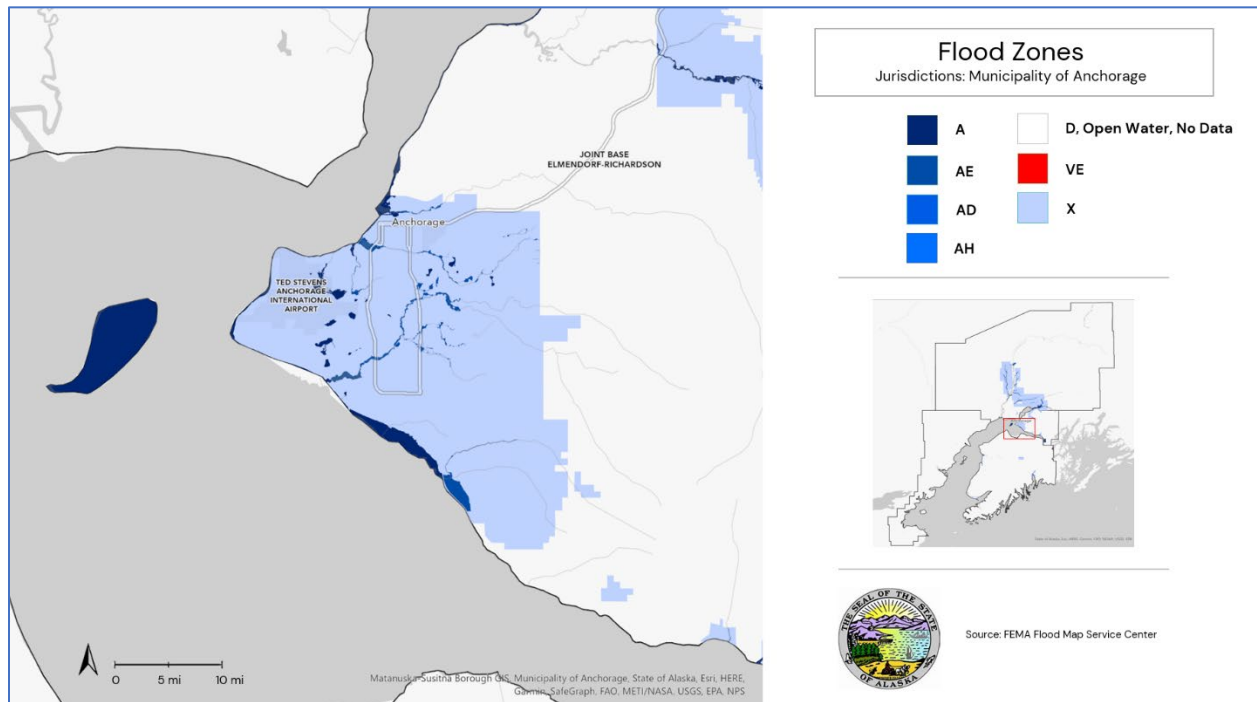 Flood Zones
Jurisdictions: Municipality of Anchorage
A
D, Open Water, No Data
AE
VE
AD
X
AH
JOINT BASE
ELMENDORF-RICHARDSON
Anchorage
TED STEVENS
ANCHORAGE
INTERNATIONAL
AIRPORT
0 5 mi 10 mi
Matanuska-Susitna Borough GIS, Municipality of Anchorage, State of Alaska, Esri, HERE,
Garmin, SafeGraph, FAO, METI/NASA, USGS, EPA, NPS
THE SEAL OF THE STATE
OF ALASKA
Source: FEMA Flood Map Service Center